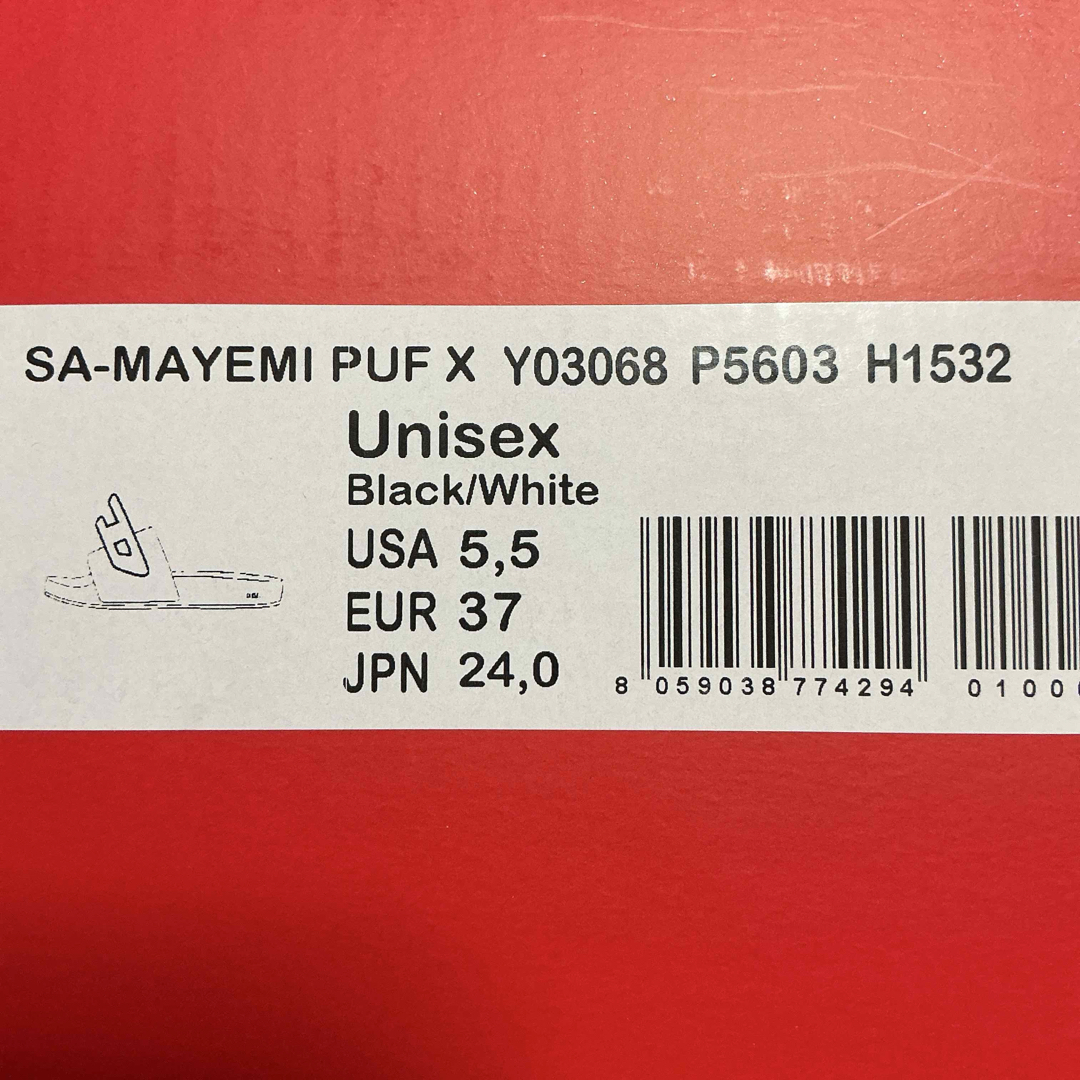 SA-MAYEMI PUF X Y03068 P5603 H1532
Unisex
Black/White
USA 5,5
EUR 37
JPN 24,0
8 059038 774294
0100